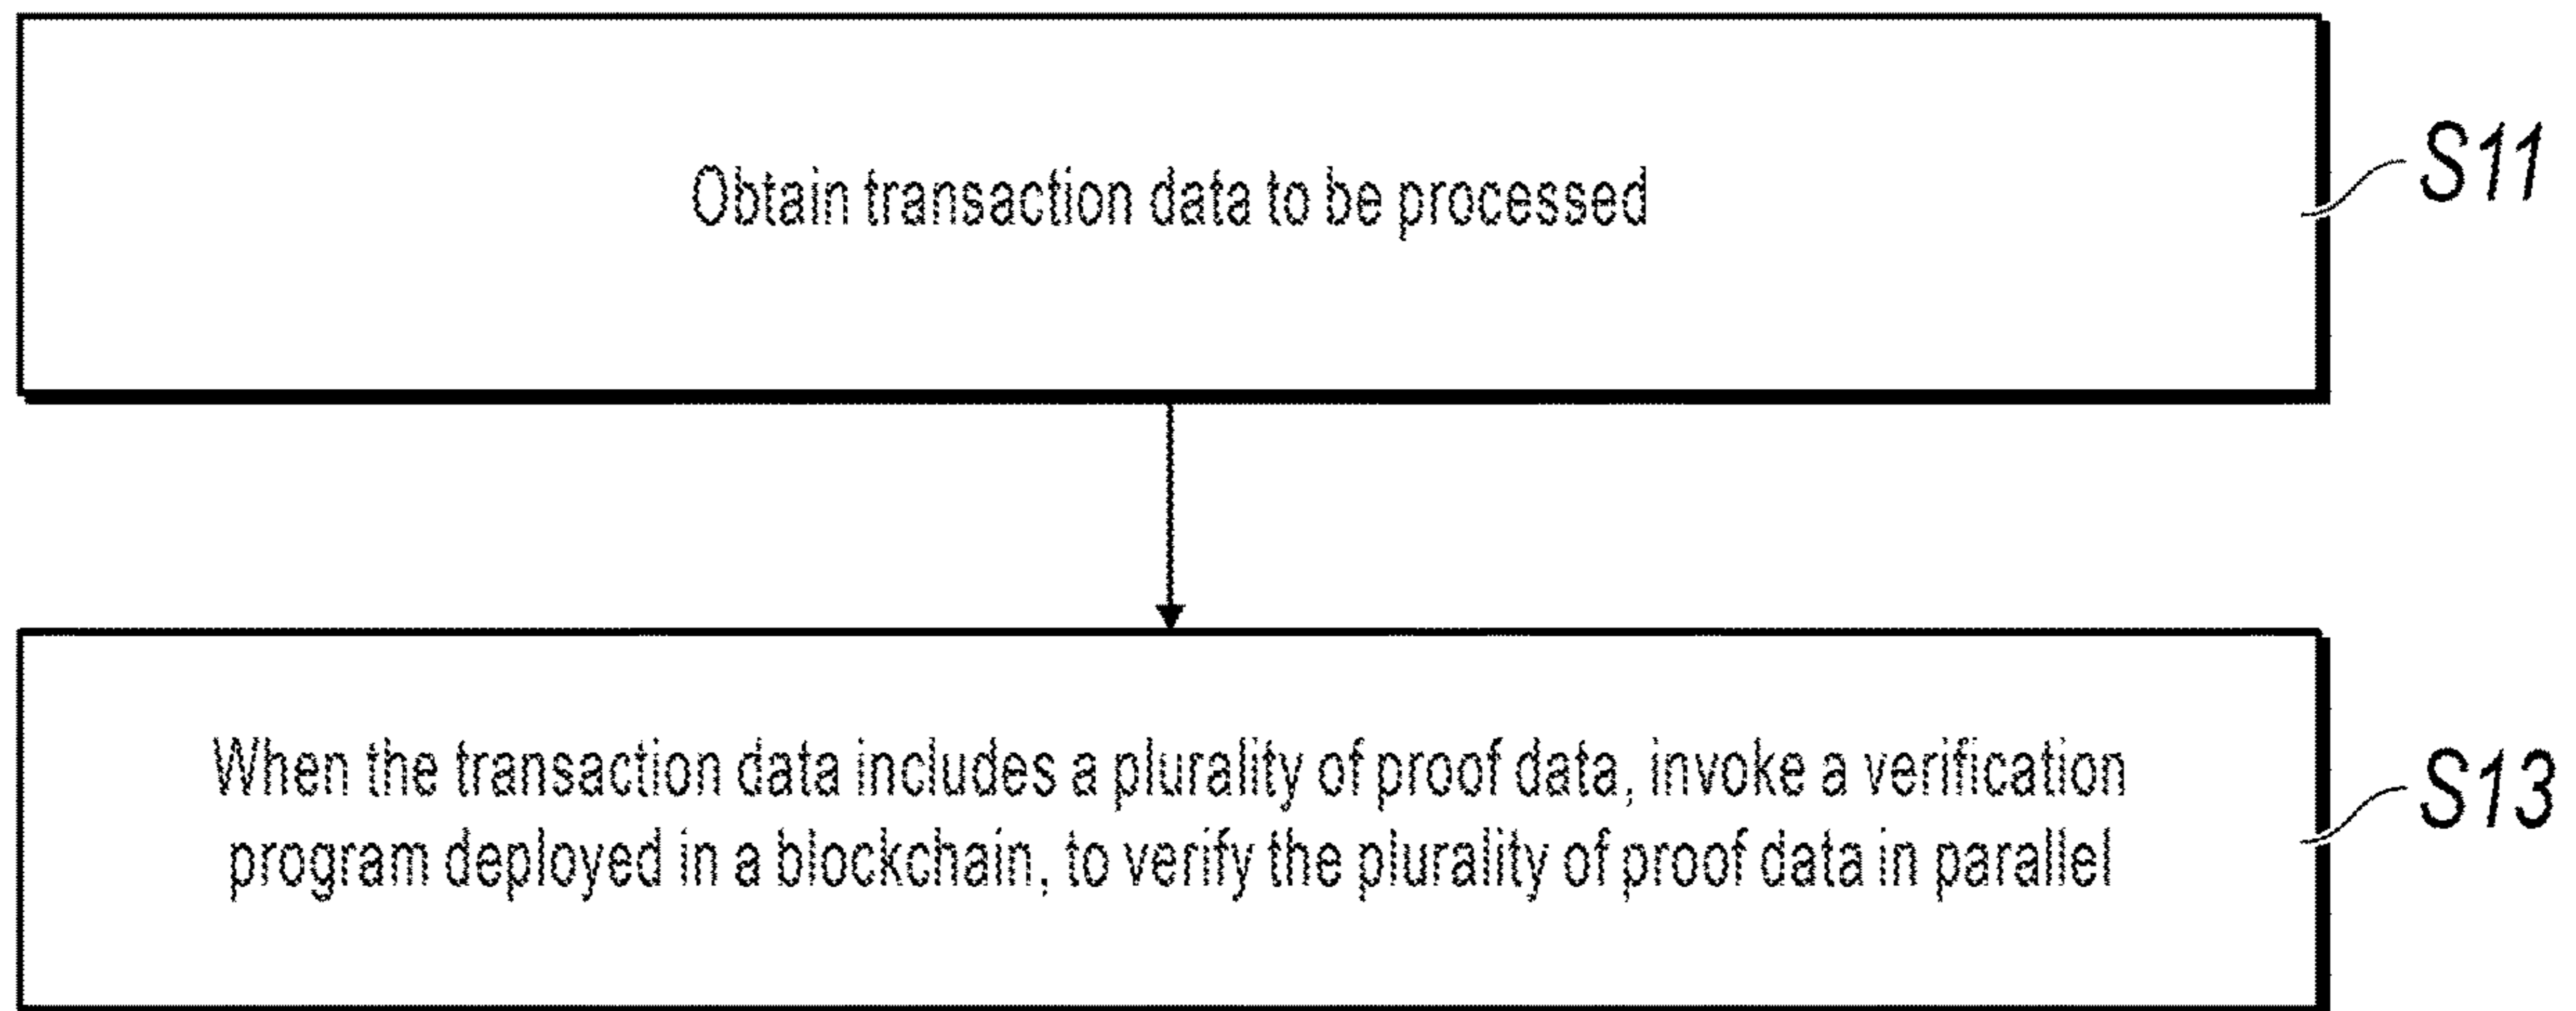 Obtain transaction data to be processed
S11
When the transaction data includes a plurality of proof data, invoke a verification
program deployed in a blockchain, to verify the plurality of proof data in parallel
S13